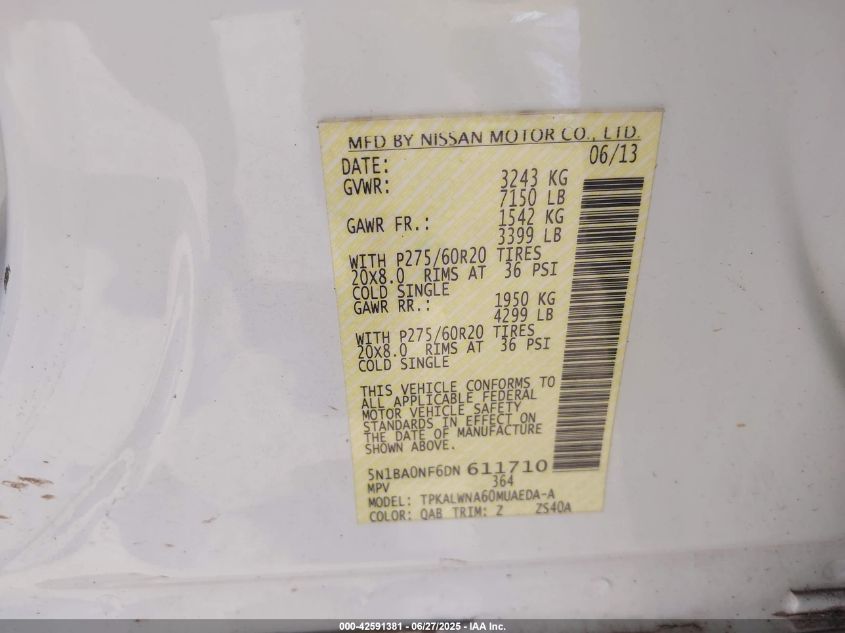 MFD BY NISSAN MOTOR CO., LTD.
DATE: 06/13
GVWR: 3243 KG
7150 LB
GAWR FR.: 1542 KG
3399 LB
WITH P275/60R20 TIRES
20X8.0 RIMS AT 36 PSI
COLD SINGLE
GAWR RR.: 1950 KG
4299 LB
WITH P275/60R20 TIRES
20X8.0 RIMS AT 36 PSI
COLD SINGLE
THIS VEHICLE CONFORMS TO
ALL APPLICABLE FEDERAL
MOTOR VEHICLE SAFETY
STANDARDS IN EFFECT ON
THE DATE OF MANUFACTURE
SHOWN ABOVE.
5N1BA0NF6DN 611710
MPV 364
MODEL: TPKALWNA60MUAEDA-A
COLOR: QAB TRIM: Z ZS40A
000-42591381 - 06/27/2025 - IAA Inc.